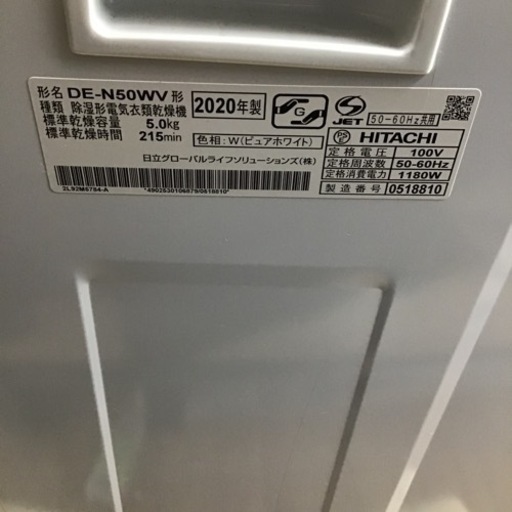 形名 DE-N50WV 形
種類 除湿形電気衣類乾燥機
標準乾燥容量 5.0kg
標準乾燥時間 215min
2020年製
G
S JET
50-60Hz共用
色相:W(ピュアホワイト)
日立グローバルライフソリューションズ(株)
PS E HITACHI
定格電圧 100V
定格周波数 50-60Hz
定格消費電力 1180W
製造番号 0518810